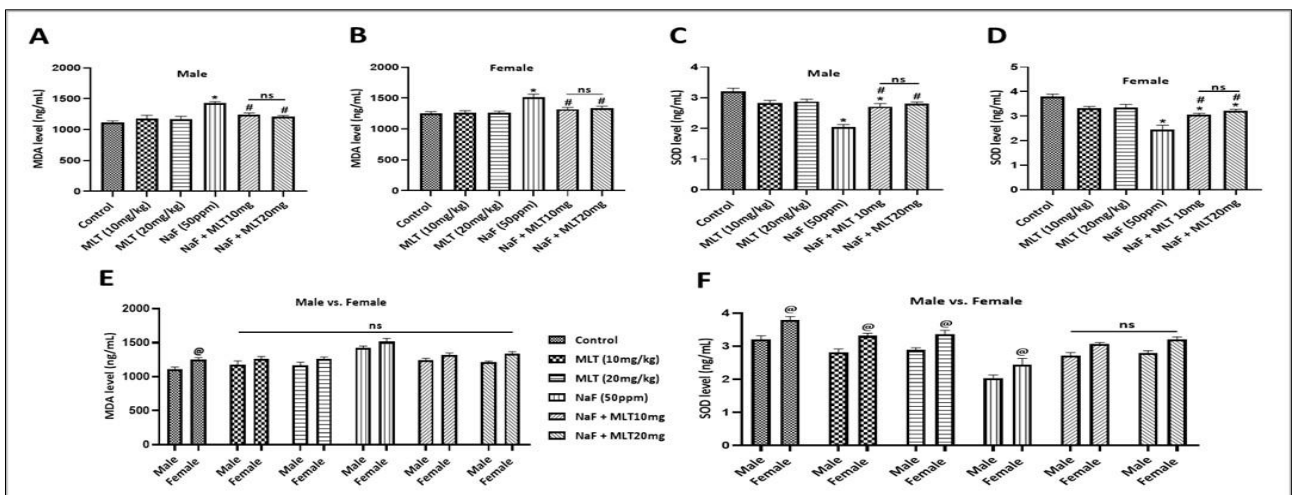 A
Male
MDA level (ng/mL)
2000
1500
1000
500
0
*
#
#
ns
Control
MLT (10mg/kg)
MLT (20mg/kg)
NaF (50ppm)
NaF + MLT10mg
NaF + MLT20mg
B
Female
MDA level (ng/mL)
2000
1500
1000
500
0
*
#
#
ns
Control
MLT (10mg/kg)
MLT (20mg/kg)
NaF (50ppm)
NaF + MLT10mg
NaF + MLT20mg
C
Male
SOD level (ng/mL)
4
3
2
1
0
*
#
*
#
ns
Control
MLT (10mg/kg)
MLT (20mg/kg)
NaF (50ppm)
NaF + MLT 10mg
NaF + MLT20mg
D
Female
SOD level (ng/mL)
5
4
3
2
1
0
*
#
*
#
*
ns
Control
MLT (10mg/kg)
MLT (20mg/kg)
NaF (50ppm)
NaF + MLT 10mg
NaF + MLT20mg
E
Male vs. Female
MDA level (ng/mL)
2000
1500
1000
500
0
@
ns
Male
Female
Male
Female
Male
Female
Male
Female
Male
Female
Male
Female
Control
MLT (10mg/kg)
MLT (20mg/kg)
NaF (50ppm)
NaF + MLT10mg
NaF + MLT20mg
F
Male vs. Female
SOD level (ng/mL)
4
3
2
1
0
@
@
@
@
ns
Male
Female
Male
Female
Male
Female
Male
Female
Male
Female
Male
Female